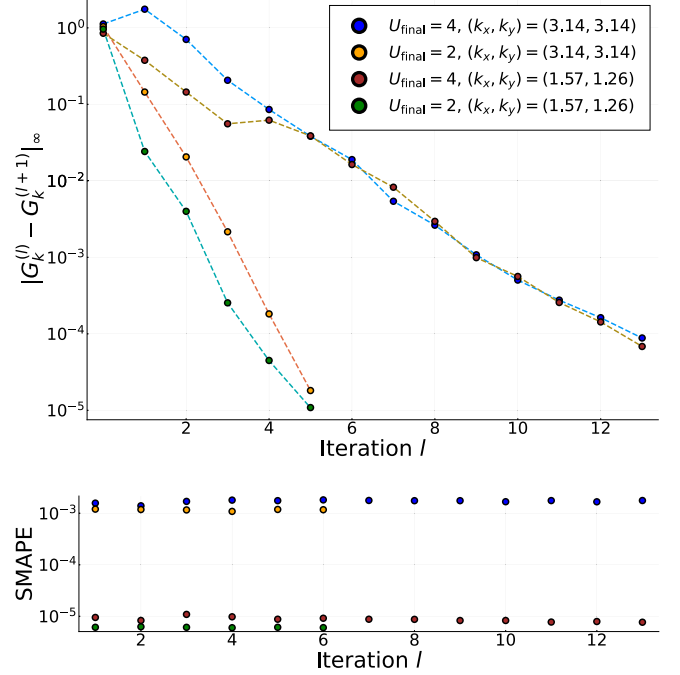 U_final = 4, (k_x, k_y) = (3.14, 3.14)
U_final = 2, (k_x, k_y) = (3.14, 3.14)
U_final = 4, (k_x, k_y) = (1.57, 1.26)
U_final = 2, (k_x, k_y) = (1.57, 1.26)
|G_k^(l) − G_k^(l+1)|_∞
10^0
10^−1
10^−2
10^−3
10^−4
10^−5
2 4 6 8 10 12
Iteration l
SMAPE
10^−3
10^−4
10^−5
2 4 6 8 10 12
Iteration l